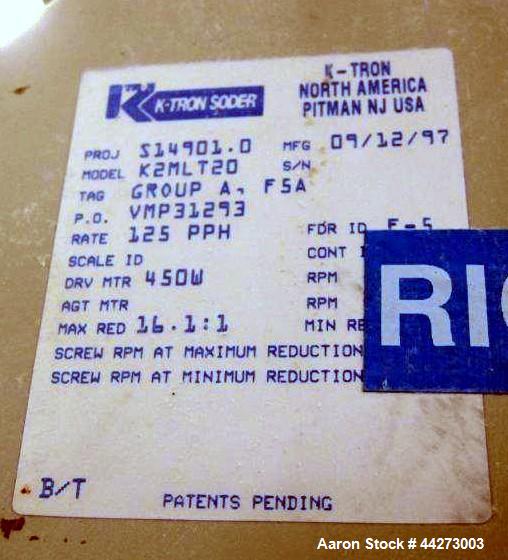 K-TRON SODER
K-TRON
NORTH AMERICA
PITMAN NJ USA
PROJ S14901.0 MFG 09/12/97
MODEL K2MLT20 S/N
TAG GROUP A, FSA
P.O. VMP31293
RATE 125 PPH FDR ID F-5
SCALE ID CONT
DRV MTR 450W RPM
AGT MTR RPM
MAX RED 16.1:1 MIN RE
SCREW RPM AT MAXIMUM REDUCTION
SCREW RPM AT MINIMUM REDUCTION
RI
B/T
PATENTS PENDING
Aaron Stock # 44273003